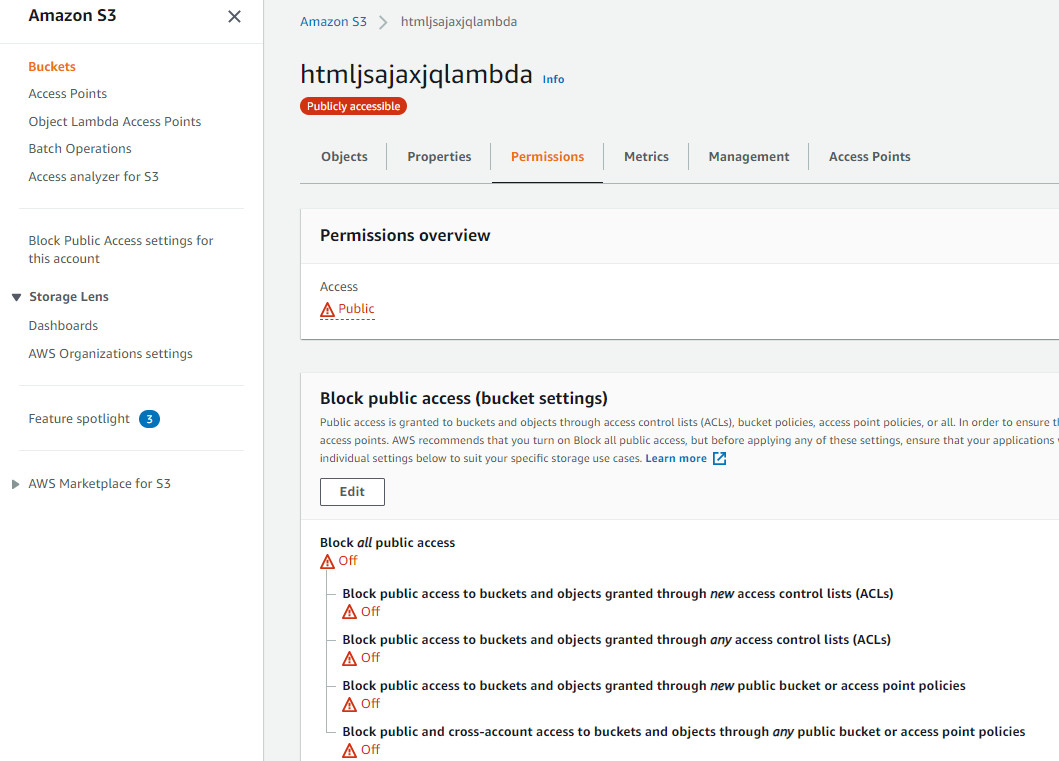 Amazon S3
Buckets
Access Points
Object Lambda Access Points
Batch Operations
Access analyzer for S3
Block Public Access settings for
this account
Storage Lens
Dashboards
AWS Organizations settings
Feature spotlight 3
AWS Marketplace for S3
Amazon S3 > htmljsajaxjqlambda
htmljsajaxjqlambda Info
Publicly accessible
Objects Properties Permissions Metrics Management Access Points
Permissions overview
Access
Public
Block public access (bucket settings)
Public access is granted to buckets and objects through access control lists (ACLs), bucket policies, access point policies, or all. In order to ensure
access points. AWS recommends that you turn on Block all public access, but before applying any of these settings, ensure that your applications
individual settings below to suit your specific storage use cases. Learn more
Edit
Block all public access
Off
Block public access to buckets and objects granted through new access control lists (ACLs)
Off
Block public access to buckets and objects granted through any access control lists (ACLs)
Off
Block public access to buckets and objects granted through new public bucket or access point policies
Off
Block public and cross-account access to buckets and objects through any public bucket or access point policies
Off